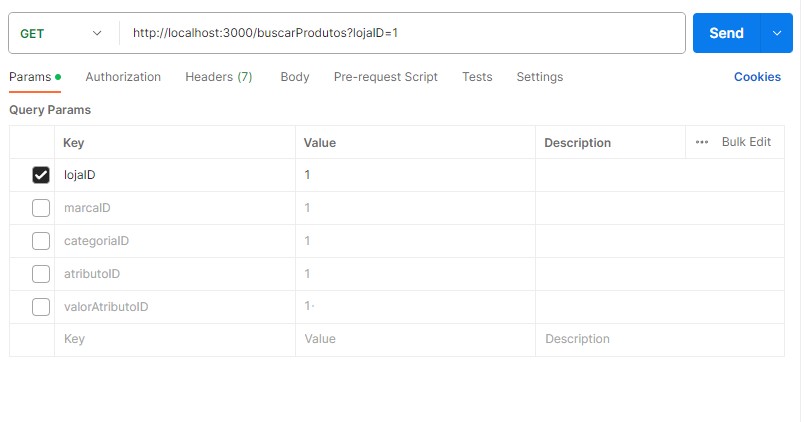 GET http://localhost:3000/buscarProdutos?lojaID=1 Send
Params Authorization Headers (7) Body Pre-request Script Tests Settings Cookies
Query Params
Key Value Description Bulk Edit
lojaID 1
marcaID 1
categoriaID 1
atributoID 1
valorAtributoID 1
Key Value Description